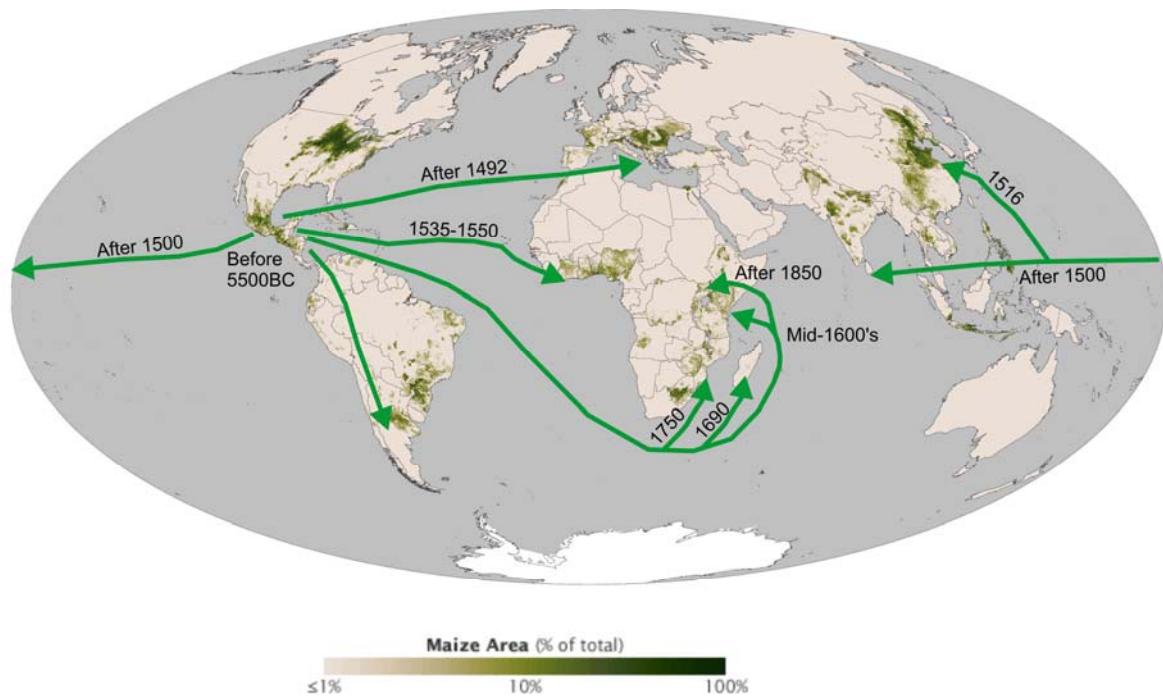 After 1492
1516
After 1500
1535-1550
Before
5500BC
After 1850
After 1500
Mid-1600's
1750
1690
Maize Area (% of total)
≤1%
10%
100%